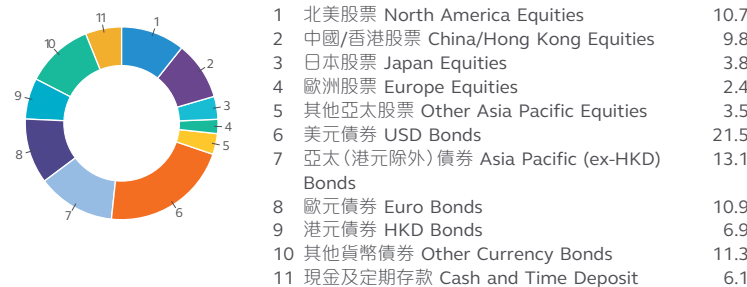 1 北美股票 North America Equities 10.7
2 中國/香港股票 China/Hong Kong Equities 9.8
3 日本股票 Japan Equities 3.8
4 歐洲股票 Europe Equities 2.4
5 其他亞太股票 Other Asia Pacific Equities 3.5
6 美元債券 USD Bonds 21.5
7 亞太(港元除外)債券 Asia Pacific (ex-HKD) 13.1
Bonds
8 歐元債券 Euro Bonds 10.9
9 港元債券 HKD Bonds 6.9
10 其他貨幣債券 Other Currency Bonds 11.3
11 現金及定期存款 Cash and Time Deposit 6.1
1
2
3
4
5
6
7
8
9
10
11